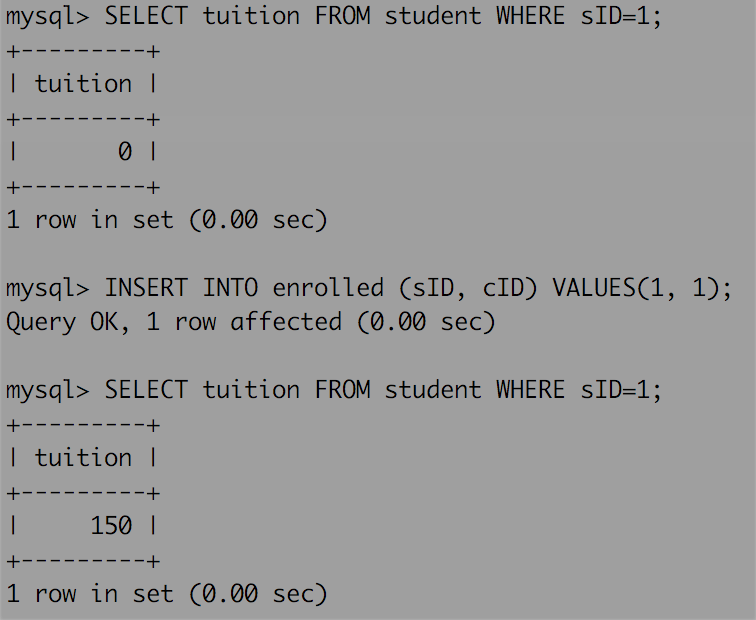 mysql> SELECT tuition FROM student WHERE sID=1;
+---------+
| tuition |
+---------+
|       0 |
+---------+
1 row in set (0.00 sec)

mysql> INSERT INTO enrolled (sID, cID) VALUES(1, 1);
Query OK, 1 row affected (0.00 sec)

mysql> SELECT tuition FROM student WHERE sID=1;
+---------+
| tuition |
+---------+
|     150 |
+---------+
1 row in set (0.00 sec)